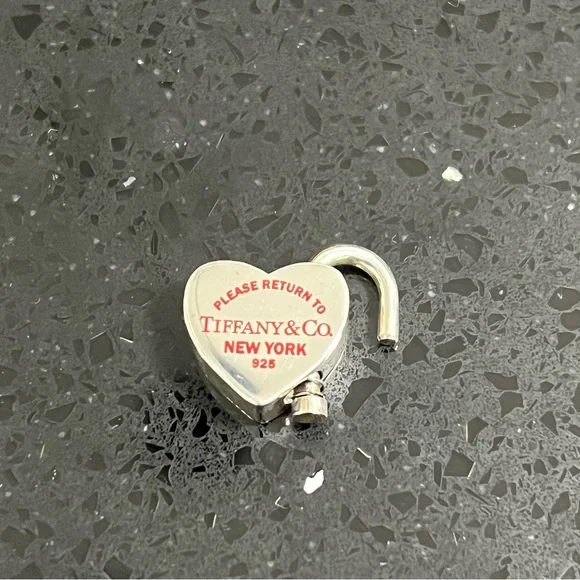 PLEASE RETURN TO
TIFFANY & CO.
NEW YORK
925